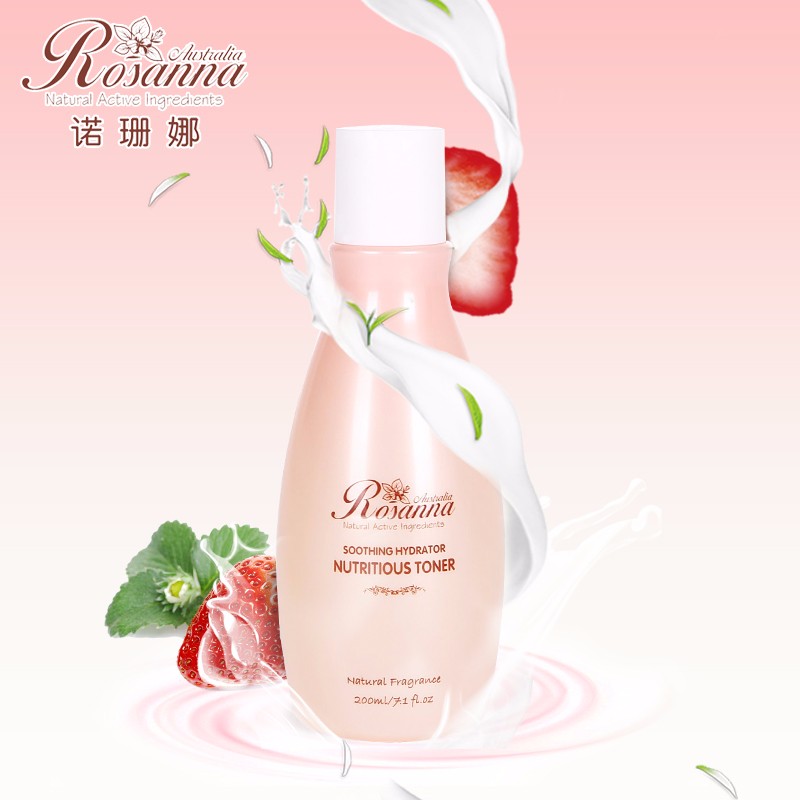 Australia
Rosanna
Natural Active Ingredients
诺珊娜
Australia
Rosanna
Natural Active Ingredients
SOOTHING HYDRATOR
NUTRITIOUS TONER
Natural Fragrance
200ml/7.1 fl.oz